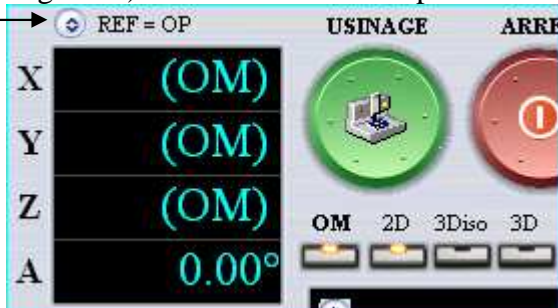 REF = OP
USINAGE
ARRE
X (OM)
Y (OM)
Z (OM)
A 0.00°
OM 2D 3Diso 3D